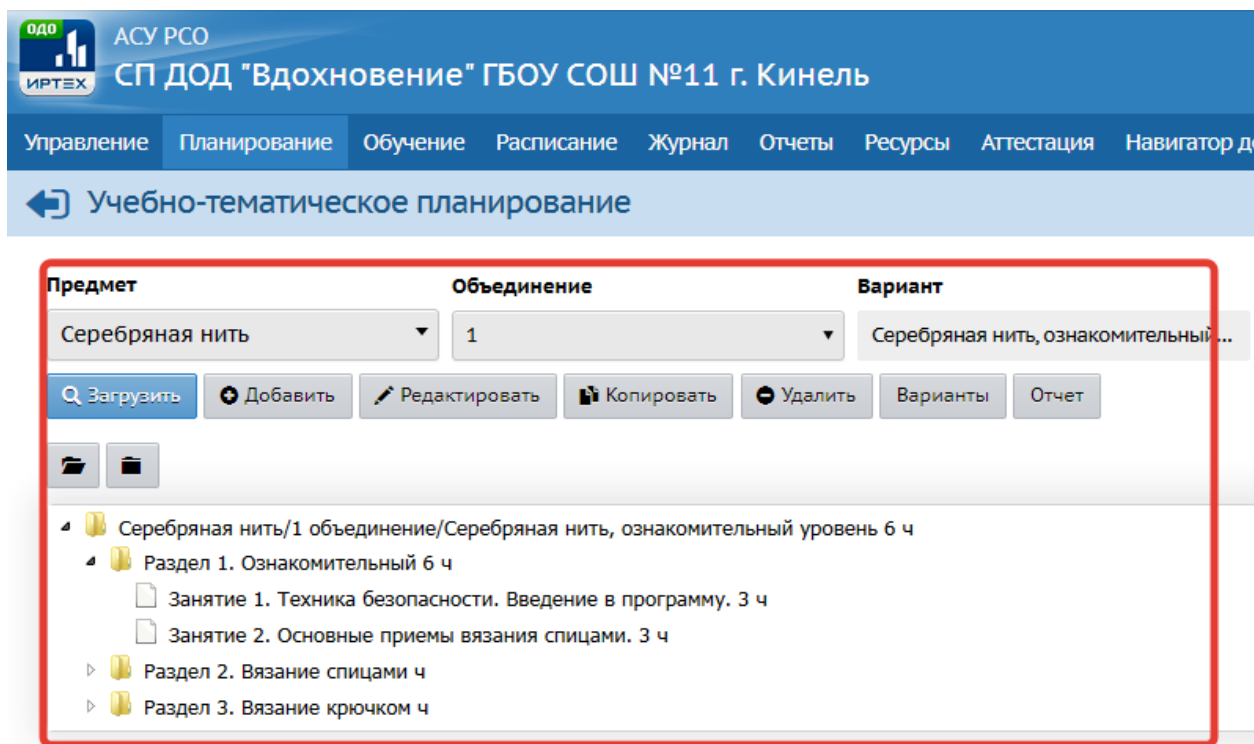 ОДО
ИРТЕХ
АСУ РСО
СП ДОД "Вдохновение" ГБОУ СОШ №11 г. Кинель
Управление Планирование Обучение Расписание Журнал Отчеты Ресурсы Аттестация Навигатор д
Учебно-тематическое планирование
Предмет Объединение Вариант
Серебряная нить 1 Серебряная нить, ознакомительный...
Загрузить Добавить Редактировать Копировать Удалить Варианты Отчет
Серебряная нить/1 объединение/Серебряная нить, ознакомительный уровень 6 ч
Раздел 1. Ознакомительный 6 ч
Занятие 1. Техника безопасности. Введение в программу. 3 ч
Занятие 2. Основные приемы вязания спицами. 3 ч
Раздел 2. Вязание спицами ч
Раздел 3. Вязание крючком ч